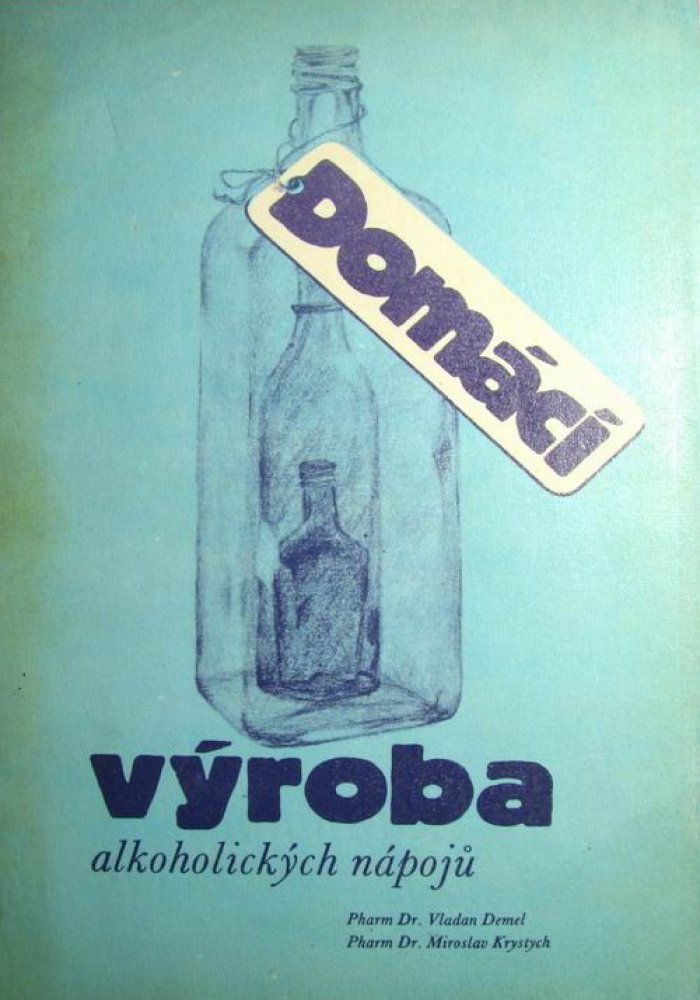 Domácí
výroba
alkoholických nápojů
Pharm Dr. Vladan Demel
Pharm Dr. Miroslav Krystych